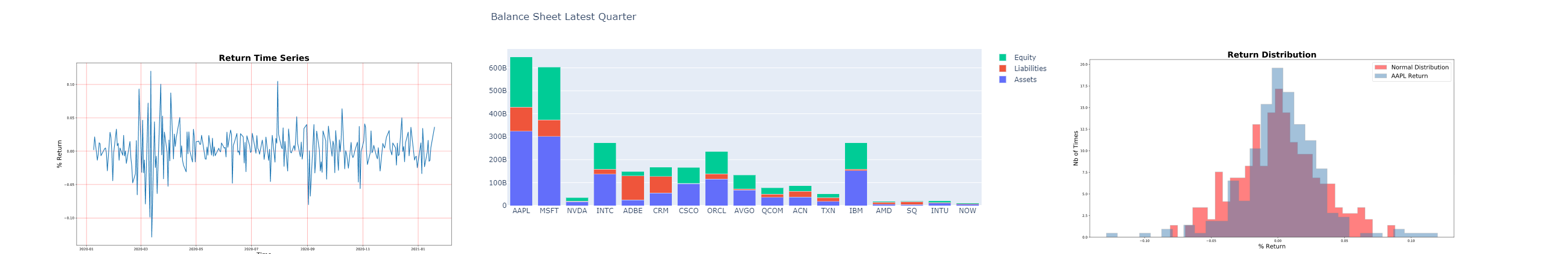 Balance Sheet Latest Quarter
Return Time Series
% Return
0.10
0.05
0.00
−0.05
−0.10
2020-01
2020-03
2020-05
2020-07
2020-09
2020-11
2021-01
Time
600B
500B
400B
300B
200B
100B
0
AAPL MSFT NVDA INTC ADBE CRM CSCO ORCL AVGO QCOM ACN TXN IBM AMD SQ INTU NOW
Equity
Liabilities
Assets
Return Distribution
Normal Distribution
AAPL Return
Nb of Times
20.0
17.5
15.0
12.5
10.0
7.5
5.0
2.5
0.0
−0.10 −0.05 0.00 0.05 0.10
% Return